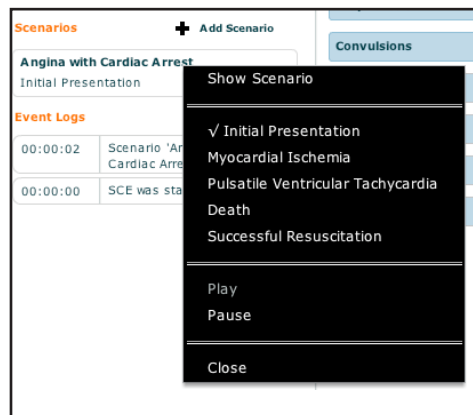 Scenarios
Add Scenario
Angina with Cardiac Arrest
Initial Presentation
Convulsions
Event Logs
00:00:02
Scenario 'A
Cardiac Arre
00:00:00
SCE was sta
Show Scenario
√ Initial Presentation
Myocardial Ischemia
Pulsatile Ventricular Tachycardia
Death
Successful Resuscitation
Play
Pause
Close